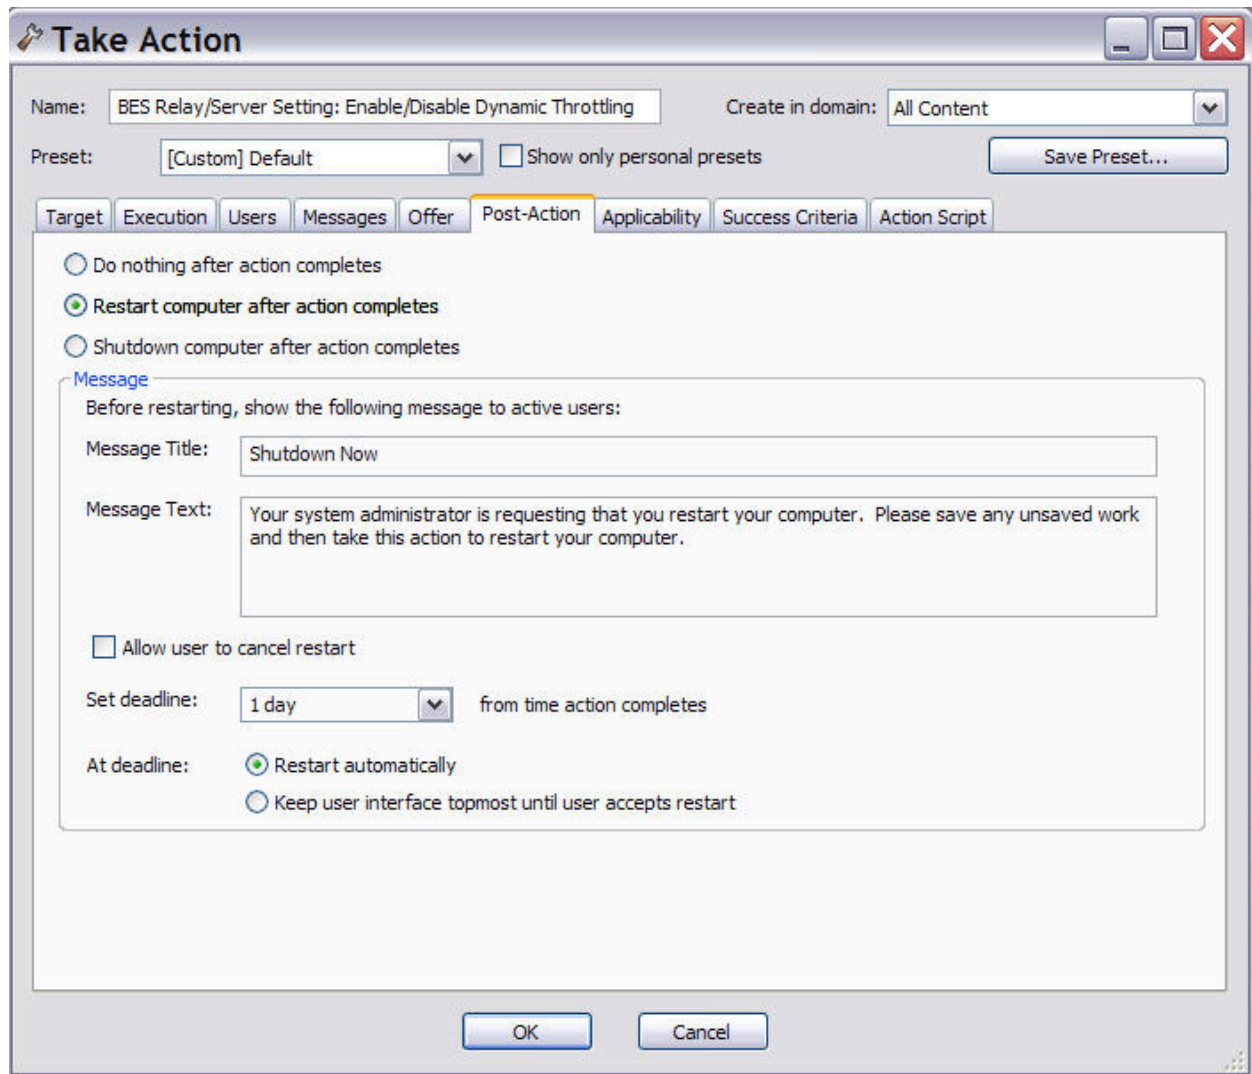 Take Action
Name: BES Relay/Server Setting: Enable/Disable Dynamic Throttling Create in domain: All Content
Preset: [Custom] Default Show only personal presets Save Preset...
Target Execution Users Messages Offer Post-Action Applicability Success Criteria Action Script
Do nothing after action completes
Restart computer after action completes
Shutdown computer after action completes
Message
Before restarting, show the following message to active users:
Message Title: Shutdown Now
Message Text: Your system administrator is requesting that you restart your computer.  Please save any unsaved work
and then take this action to restart your computer.
Allow user to cancel restart
Set deadline: 1 day from time action completes
At deadline: Restart automatically
Keep user interface topmost until user accepts restart
OK Cancel